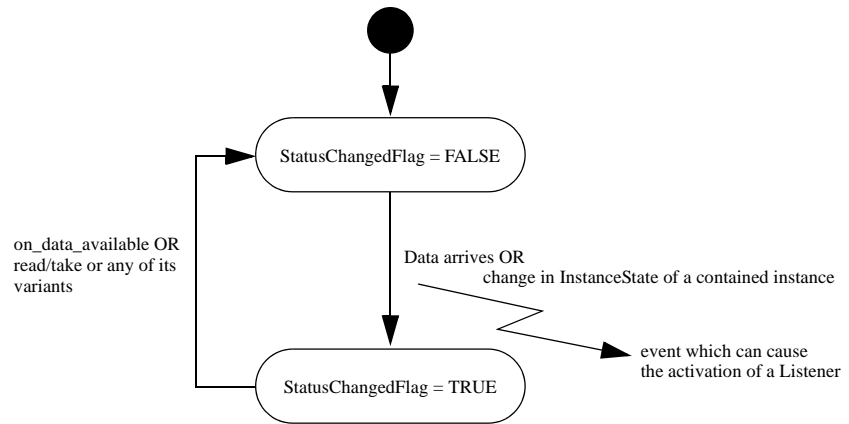 StatusChangedFlag = FALSE
on_data_available OR
read/take or any of its
variants
Data arrives OR
change in InstanceState of a contained instance
event which can cause
the activation of a Listener
StatusChangedFlag = TRUE